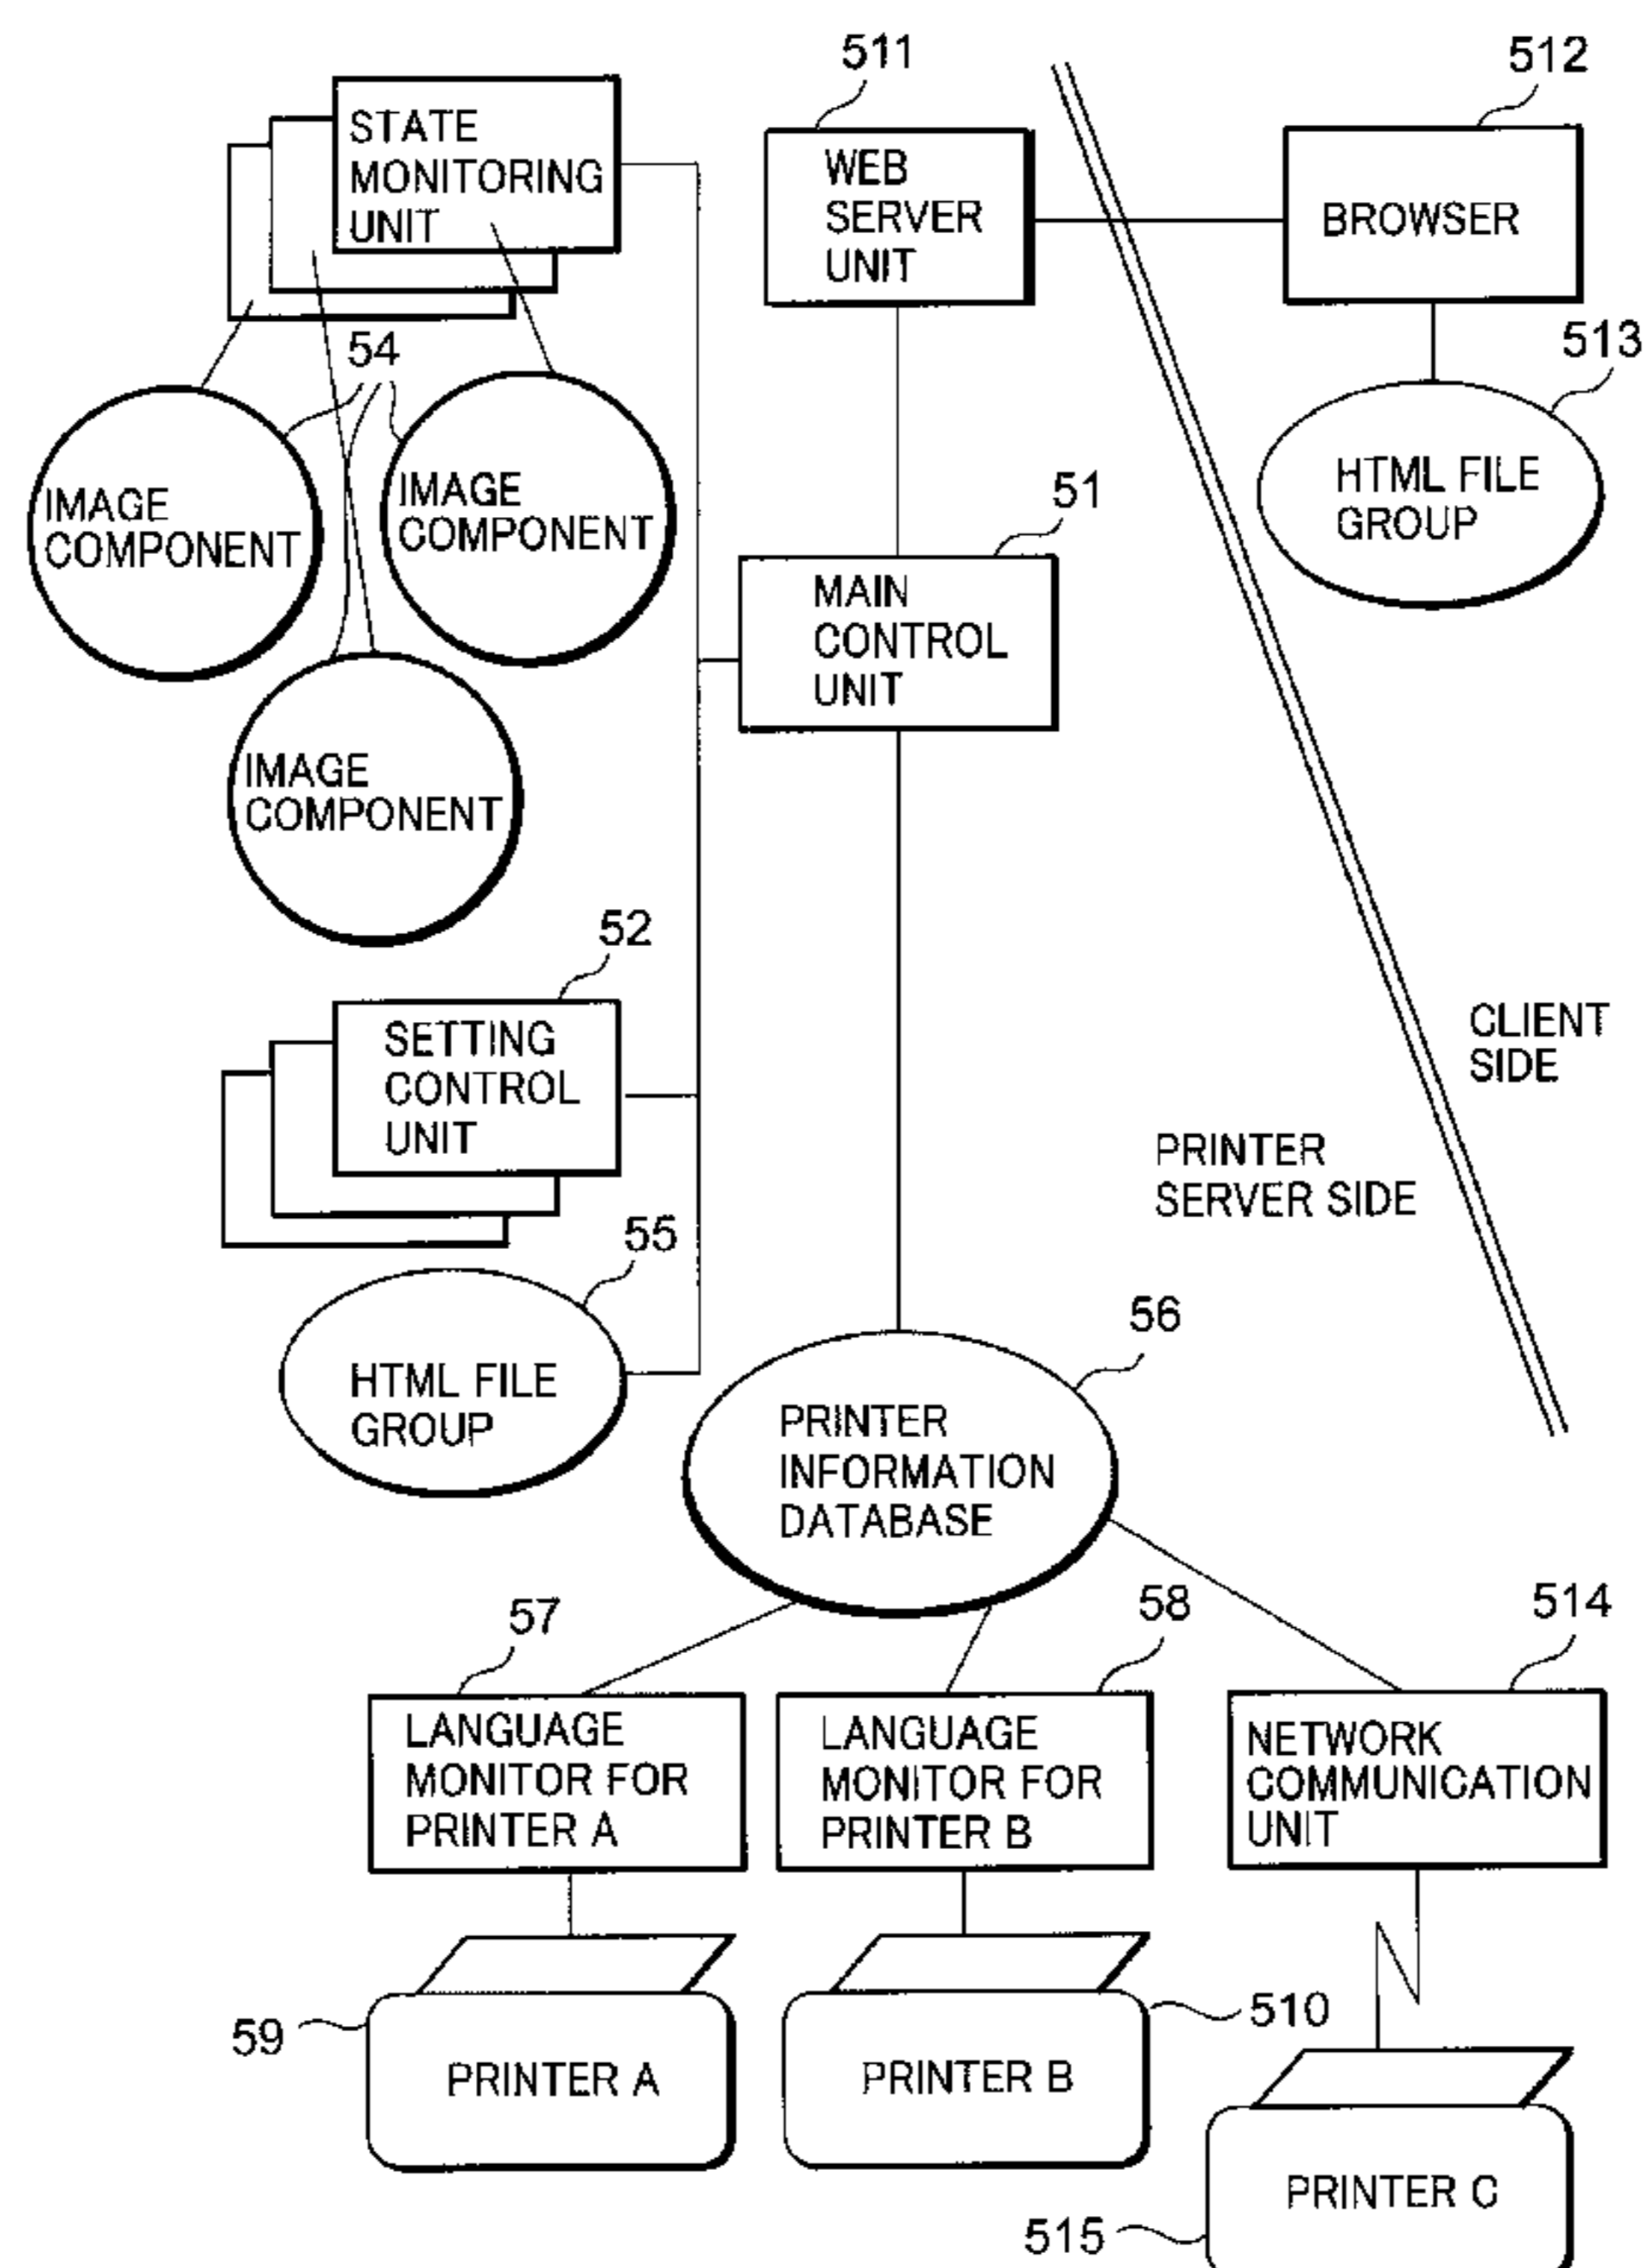 511
512
STATE
MONITORING
UNIT
WEB
SERVER
UNIT
BROWSER
54
513
IMAGE
COMPONENT
IMAGE
COMPONENT
HTML FILE
GROUP
51
MAIN
CONTROL
UNIT
IMAGE
COMPONENT
52
SETTING
CONTROL
UNIT
CLIENT
SIDE
PRINTER
SERVER SIDE
55
HTML FILE
GROUP
56
PRINTER
INFORMATION
DATABASE
57
58
514
LANGUAGE
MONITOR FOR
PRINTER A
LANGUAGE
MONITOR FOR
PRINTER B
NETWORK
COMMUNICATION
UNIT
59
PRINTER A
PRINTER B
510
PRINTER C
515